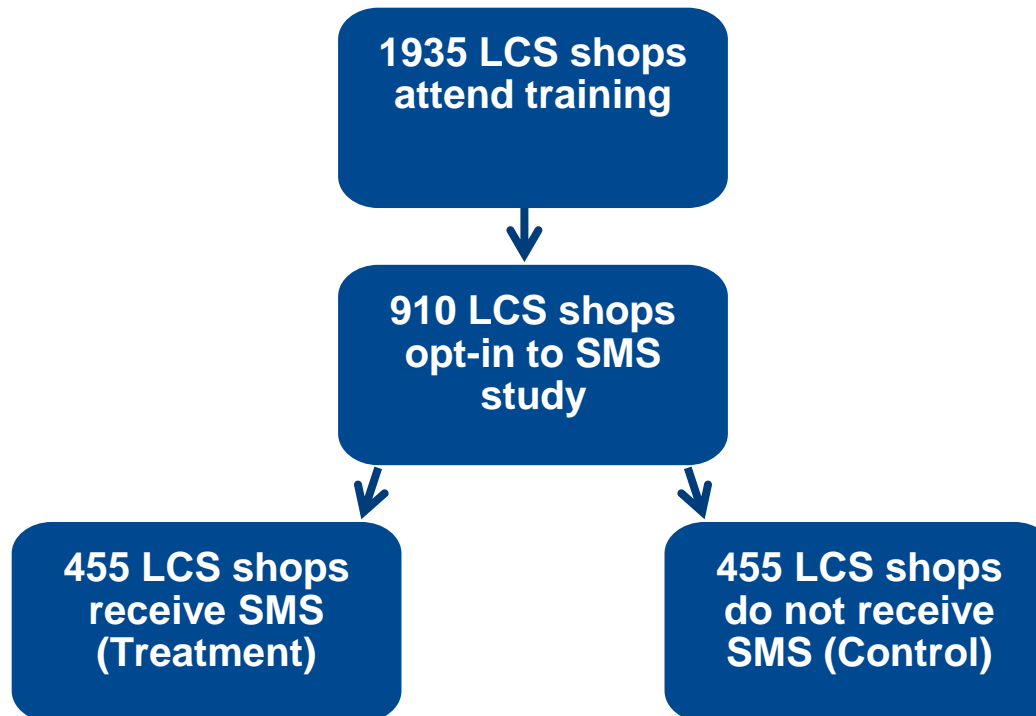 1935 LCS shops
attend training
910 LCS shops
opt-in to SMS
study
455 LCS shops
receive SMS
(Treatment)
455 LCS shops
do not receive
SMS (Control)